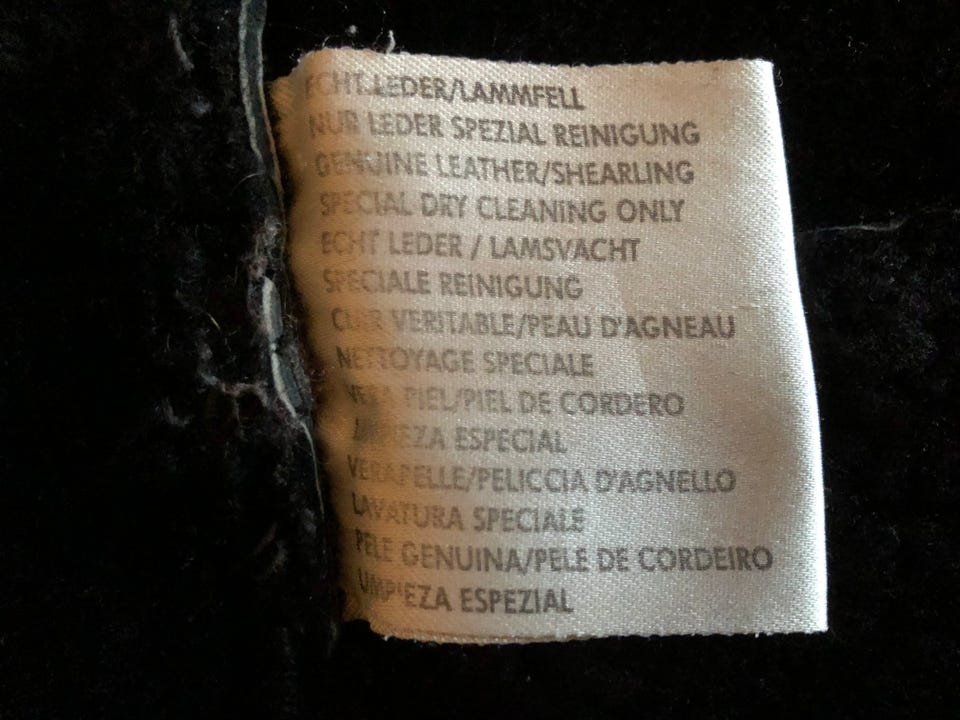 ECHT LEDER/LAMMFELL
NUR LEDER SPEZIAL REINIGUNG
GENUINE LEATHER/SHEARLING
SPECIAL DRY CLEANING ONLY
ECHT LEDER / LAMSVACHT
SPECIALE REINIGUNG
CUIR VERITABLE/PEAU D'AGNEAU
NETTOYAGE SPECIALE
VERA PIEL/PIEL DE CORDERO
LIMPIEZA ESPECIAL
VERAPELLE/PELICCIA D'AGNELLO
LAVATURA SPECIALE
PELE GENUINA/PELE DE CORDEIRO
LIMPIEZA ESPEZIAL